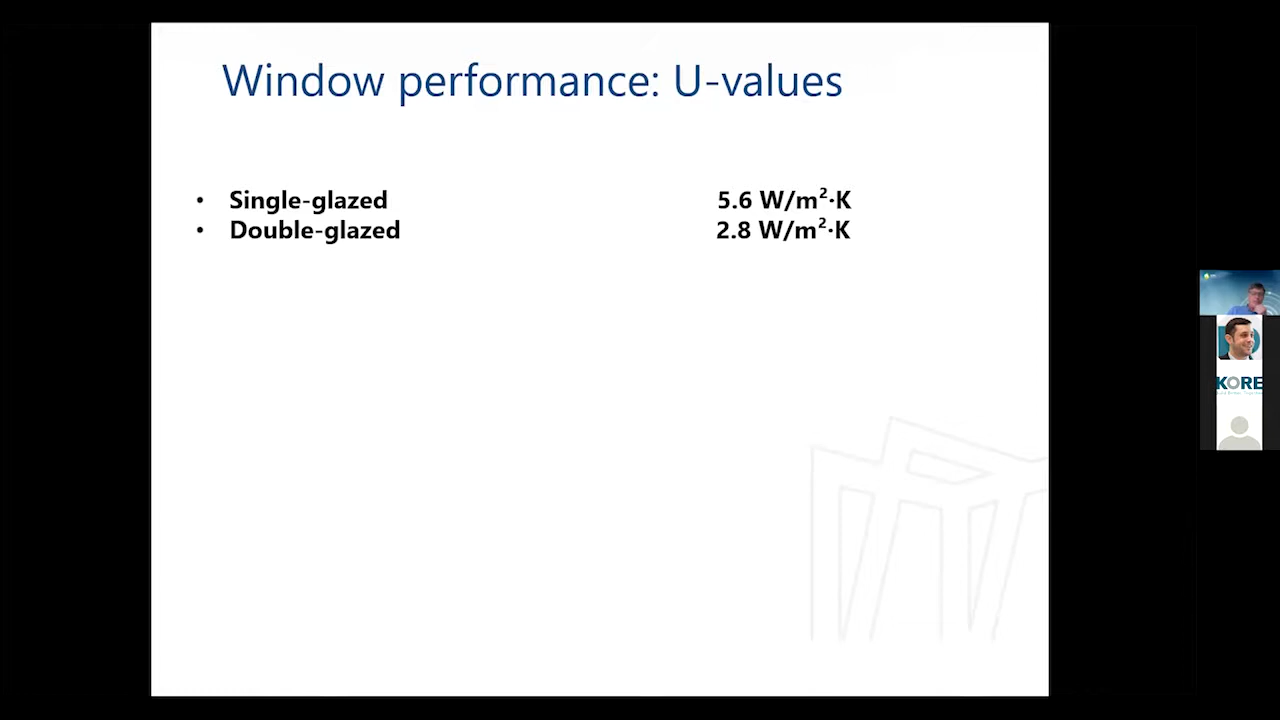 Window performance: U-values
• Single-glazed 5.6 W/m²·K
• Double-glazed 2.8 W/m²·K
KORE